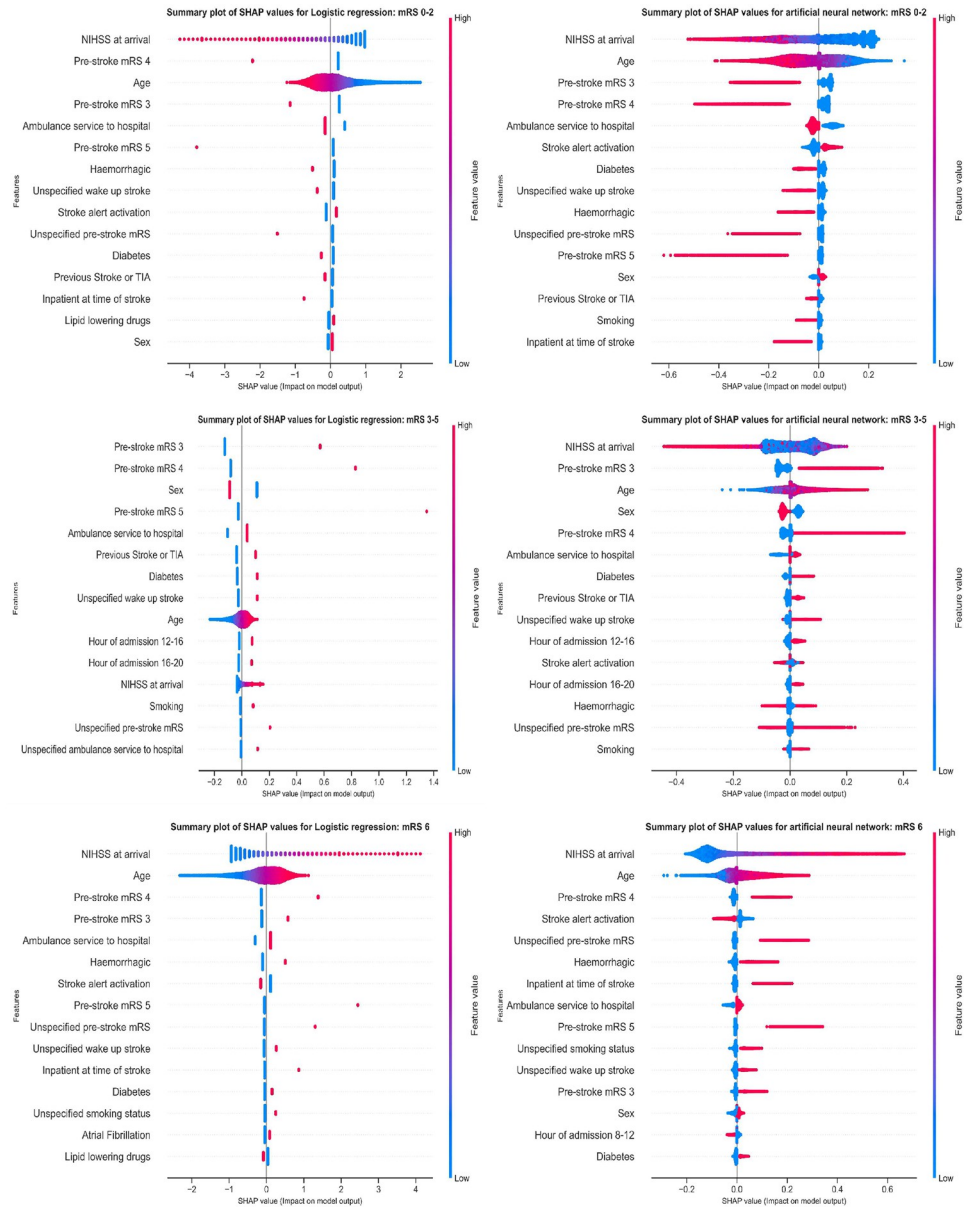 Summary plot of SHAP values for Logistic regression: mRS 0-2
High
NIHSS at arrival
Pre-stroke mRS 4
Age
Pre-stroke mRS 3
Ambulance service to hospital
Pre-stroke mRS 5
Haemorrhagic
Unspecified wake up stroke
Stroke alert activation
Unspecified pre-stroke mRS
Diabetes
Previous Stroke or TIA
Inpatient at time of stroke
Lipid lowering drugs
Sex
Features
Feature value
Low
−4 −3 −2 −1 0 1 2
SHAP value (Impact on model output)
Summary plot of SHAP values for artificial neural network: mRS 0-2
High
NIHSS at arrival
Age
Pre-stroke mRS 3
Pre-stroke mRS 4
Ambulance service to hospital
Stroke alert activation
Diabetes
Unspecified wake up stroke
Haemorrhagic
Unspecified pre-stroke mRS
Pre-stroke mRS 5
Sex
Previous Stroke or TIA
Smoking
Inpatient at time of stroke
Features
Feature value
Low
−0.6 −0.4 −0.2 0.0 0.2
SHAP value (Impact on model output)
Summary plot of SHAP values for Logistic regression: mRS 3-5
High
Pre-stroke mRS 3
Pre-stroke mRS 4
Sex
Pre-stroke mRS 5
Ambulance service to hospital
Previous Stroke or TIA
Diabetes
Unspecified wake up stroke
Age
Hour of admission 12-16
Hour of admission 16-20
NIHSS at arrival
Smoking
Unspecified pre-stroke mRS
Unspecified ambulance service to hospital
Features
Feature value
Low
−0.2 0.0 0.2 0.4 0.6 0.8 1.0 1.2 1.4
SHAP value (Impact on model output)
Summary plot of SHAP values for artificial neural network: mRS 3-5
High
NIHSS at arrival
Pre-stroke mRS 3
Age
Sex
Pre-stroke mRS 4
Ambulance service to hospital
Diabetes
Previous Stroke or TIA
Unspecified wake up stroke
Hour of admission 12-16
Stroke alert activation
Hour of admission 16-20
Haemorrhagic
Unspecified pre-stroke mRS
Smoking
Features
Feature value
Low
−0.4 −0.2 0.0 0.2 0.4
SHAP value (Impact on model output)
Summary plot of SHAP values for Logistic regression: mRS 6
High
NIHSS at arrival
Age
Pre-stroke mRS 4
Pre-stroke mRS 3
Ambulance service to hospital
Haemorrhagic
Stroke alert activation
Pre-stroke mRS 5
Unspecified pre-stroke mRS
Unspecified wake up stroke
Inpatient at time of stroke
Diabetes
Unspecified smoking status
Atrial Fibrillation
Lipid lowering drugs
Features
Feature value
Low
−2 −1 0 1 2 3 4
SHAP value (Impact on model output)
Summary plot of SHAP values for artificial neural network: mRS 6
High
NIHSS at arrival
Age
Pre-stroke mRS 4
Stroke alert activation
Unspecified pre-stroke mRS
Haemorrhagic
Inpatient at time of stroke
Ambulance service to hospital
Pre-stroke mRS 5
Unspecified smoking status
Unspecified wake up stroke
Pre-stroke mRS 3
Sex
Hour of admission 8-12
Diabetes
Features
Feature value
Low
−0.2 0.0 0.2 0.4 0.6
SHAP value (Impact on model output)